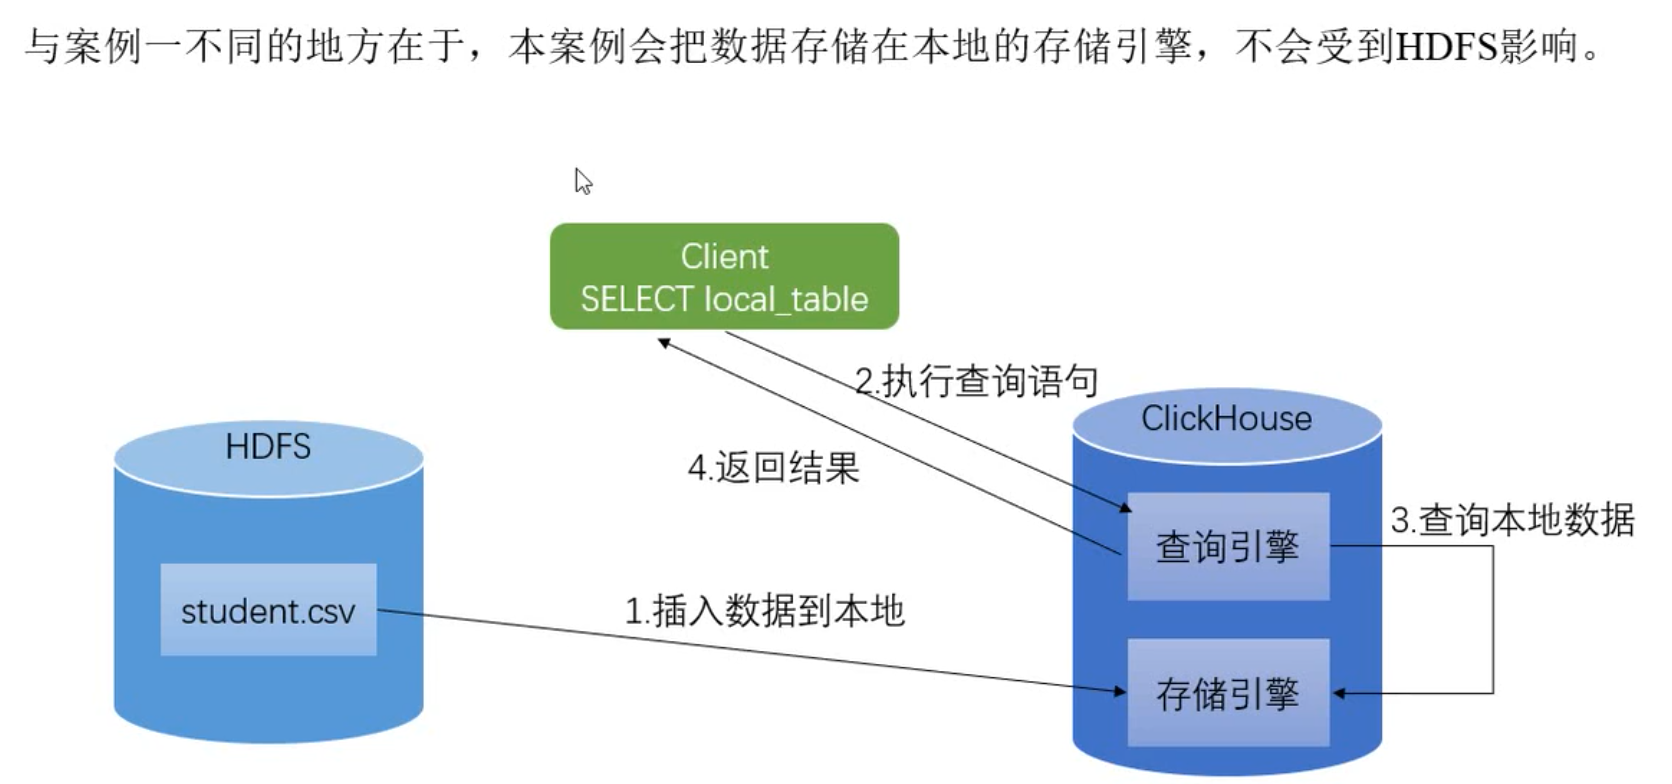 与案例一不同的地方在于，本案例会把数据存储在本地的存储引擎，不会受到HDFS影响。
Client
SELECT local_table
2.执行查询语句
ClickHouse
HDFS
4.返回结果
3.查询本地数据
查询引擎
student.csv
1.插入数据到本地
存储引擎